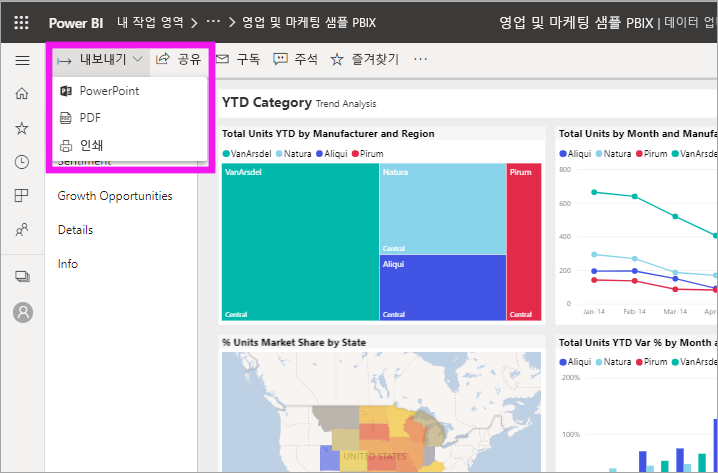 Power BI 내 작업 영역 > ··· > 영업 및 마케팅 샘플 PBIX
영업 및 마케팅 샘플 PBIX | 데이터 업
내보내기 공유 구독 주석 즐겨찾기 ···
PowerPoint
PDF
인쇄
Sentiment
Growth Opportunities
Details
Info
YTD Category Trend Analysis
Total Units YTD by Manufacturer and Region
VanArsdel Natura Aliqui Pirum
VanArsdel
Central
Natura
Central
Aliqui
Central
Pirum
Central
Total Units by Month and Manufa
Aliqui Natura Pirum VanArs
800
600
400
200
0
Jan-14 Feb-14 Mar-14 Apr-
% Units Market Share by State
UNITED STATES
Total Units YTD Var % by Month a
Aliqui Natura Pirum VanArs
200%
100%